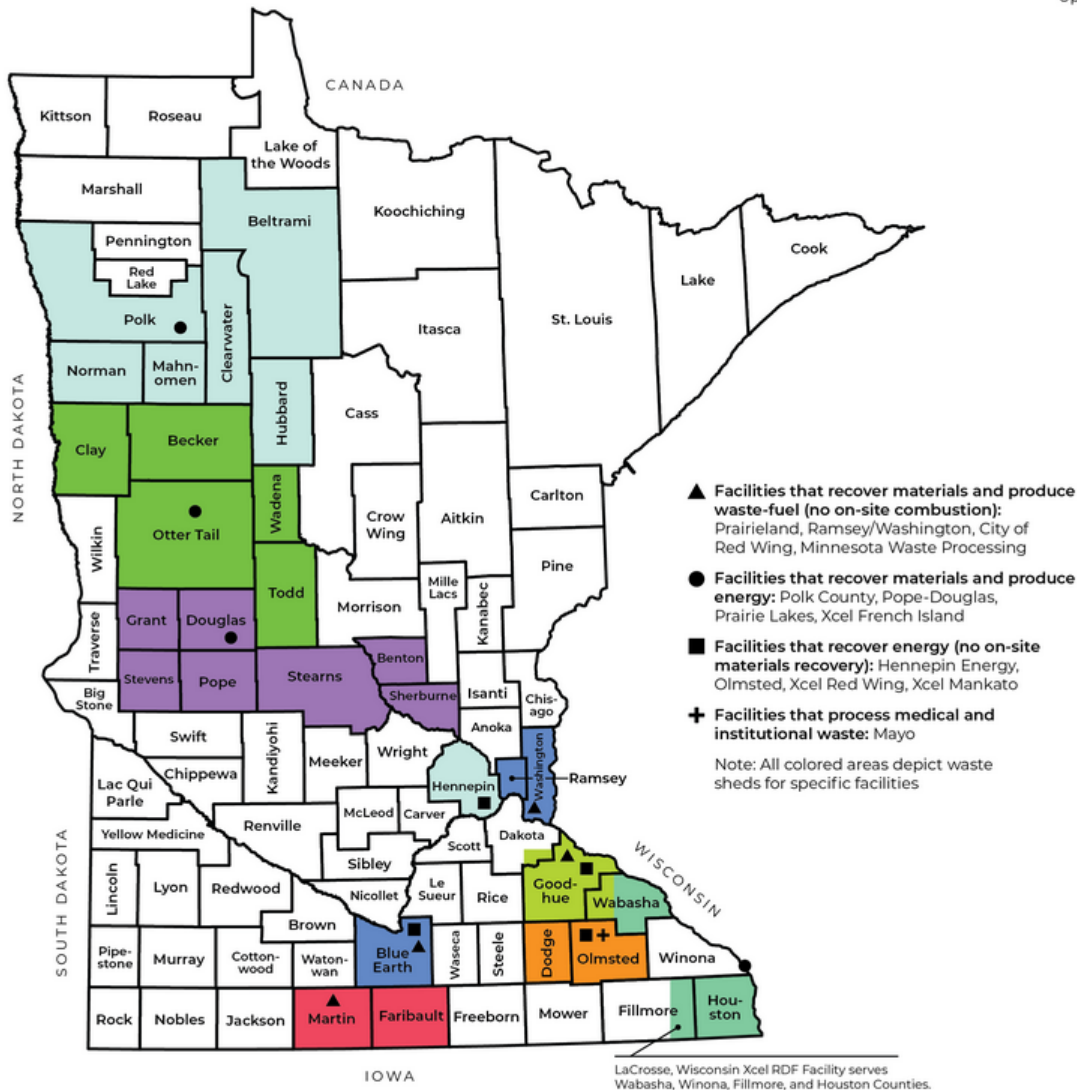 CANADA
Kittson
Roseau
Lake of
the Woods
Marshall
Beltrami
Koochiching
Pennington
Red
Lake
Cook
Lake
Polk
Clearwater
Itasca
St. Louis
Norman
Mahn-
omen
Hubbard
Cass
NORTH DAKOTA
Clay
Becker
Wadena
Crow
Wing
Aitkin
Carlton
Otter Tail
Wilkin
Todd
Pine
Mille
Lacs
Kanabec
Morrison
Grant
Douglas
Traverse
Stevens
Pope
Stearns
Benton
Sherburne
Isanti
Chis-
ago
Big
Stone
Anoka
Swift
Kandiyohi
Meeker
Wright
Washington
Ramsey
Hennepin
Chippewa
Lac Qui
Parle
McLeod
Carver
Renville
Yellow Medicine
Dakota
Scott
Sibley
WISCONSIN
SOUTH DAKOTA
Lincoln
Lyon
Redwood
Nicollet
Le
Sueur
Rice
Good-
hue
Wabasha
Brown
Pipe-
stone
Murray
Cotton-
wood
Waton-
wan
Blue
Earth
Waseca
Steele
Dodge
Olmsted
Winona
Rock
Nobles
Jackson
Martin
Faribault
Freeborn
Mower
Fillmore
Hou-
ston
IOWA
Facilities that recover materials and produce
waste-fuel (no on-site combustion):
Prairieland, Ramsey/Washington, City of
Red Wing, Minnesota Waste Processing
Facilities that recover materials and produce
energy: Polk County, Pope-Douglas,
Prairie Lakes, Xcel French Island
Facilities that recover energy (no on-site
materials recovery): Hennepin Energy,
Olmsted, Xcel Red Wing, Xcel Mankato
Facilities that process medical and
institutional waste: Mayo
Note: All colored areas depict waste
sheds for specific facilities
LaCrosse, Wisconsin Xcel RDF Facility serves
Wabasha, Winona, Fillmore, and Houston Counties.